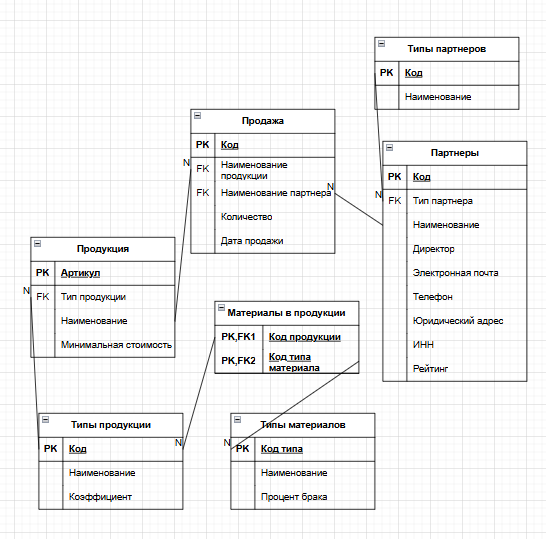 Типы партнеров
PK Код
Наименование
Продажа
PK Код
N FK Наименование
продукции
FK Наименование партнера N
Количество
Дата продажи
Партнеры
PK Код
N FK Тип партнера
Наименование
Директор
Электронная почта
Телефон
Юридический адрес
ИНН
Рейтинг
Продукция
PK Артикул
N FK Тип продукции
Наименование
Минимальная стоимость
Материалы в продукции
PK,FK1 Код продукции
PK,FK2 Код типа
материала
Типы продукции
PK Код N
Наименование
Коэффициент
Типы материалов
N PK Код типа
Наименование
Процент брака